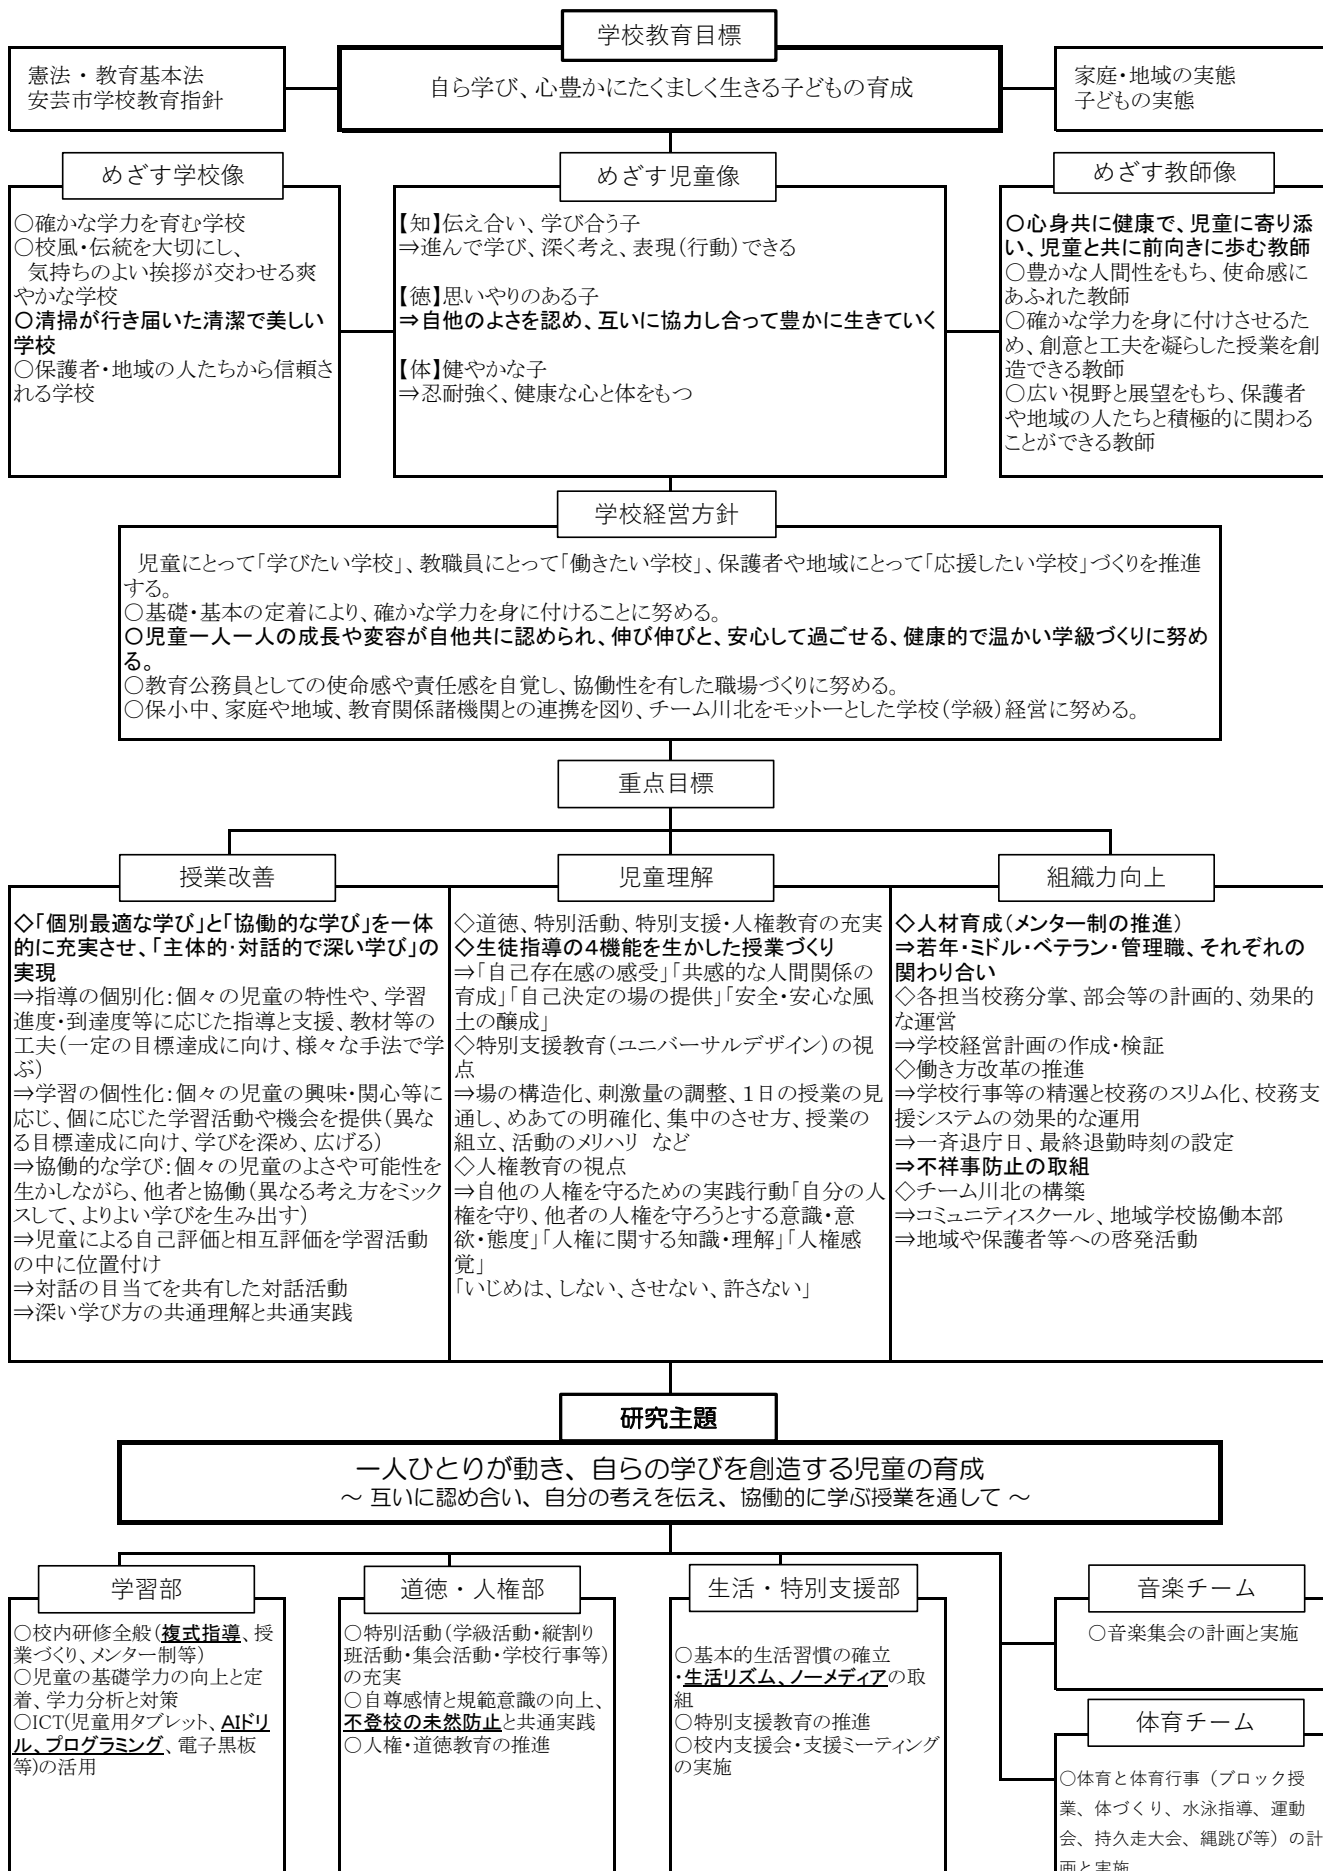 学校教育目標
憲法・教育基本法
安芸市学校教育指針
自ら学び、心豊かにたくましく生きる子どもの育成
家庭・地域の実態
子どもの実態
めざす学校像
○確かな学力を育む学校
○校風・伝統を大切にし、
気持ちのよい挨拶が交わせる爽
やかな学校
○清掃が行き届いた清潔で美しい
学校
○保護者・地域の人たちから信頼さ
れる学校
めざす児童像
【知】伝え合い、学び合う子
⇒進んで学び、深く考え、表現(行動)できる
【徳】思いやりのある子
⇒自他のよさを認め、互いに協力し合って豊かに生きていく
【体】健やかな子
⇒忍耐強く、健康な心と体をもつ
めざす教師像
○心身共に健康で、児童に寄り添
い、児童と共に前向きに歩む教師
○豊かな人間性をもち、使命感に
あふれた教師
○確かな学力を身に付けさせるた
め、創意と工夫を凝らした授業を創
造できる教師
○広い視野と展望をもち、保護者
や地域の人たちと積極的に関わる
ことができる教師
学校経営方針
児童にとって「学びたい学校」、教職員にとって「働きたい学校」、保護者や地域にとって「応援したい学校」づくりを推進
する。
○基礎・基本の定着により、確かな学力を身に付けることに努める。
○児童一人一人の成長や変容が自他共に認められ、伸び伸びと、安心して過ごせる、健康的で温かい学級づくりに努め
る。
○教育公務員としての使命感や責任感を自覚し、協働性を有した職場づくりに努める。
○保小中、家庭や地域、教育関係諸機関との連携を図り、チーム川北をモットーとした学校(学級)経営に努める。
重点目標
授業改善
◇「個別最適な学び」と「協働的な学び」を一体
的に充実させ、「主体的・対話的で深い学び」の
実現
⇒指導の個別化:個々の児童の特性や、学習
進度・到達度等に応じた指導と支援、教材等の
工夫(一定の目標達成に向け、様々な手法で学
ぶ)
⇒学習の個性化:個々の児童の興味・関心等に
応じ、個に応じた学習活動や機会を提供(異な
る目標達成に向け、学びを深め、広げる)
⇒協働的な学び:個々の児童のよさや可能性を
生かしながら、他者と協働(異なる考え方をミック
スして、よりよい学びを生み出す)
⇒児童による自己評価と相互評価を学習活動
の中に位置付け
⇒対話の目当てを共有した対話活動
⇒深い学び方の共通理解と共通実践
児童理解
◇道徳、特別活動、特別支援・人権教育の充実
◇生徒指導の4機能を生かした授業づくり
⇒「自己存在感の感受」「共感的な人間関係の
育成」「自己決定の場の提供」「安全・安心な風
土の醸成」
◇特別支援教育(ユニバーサルデザイン)の視
点
⇒場の構造化、刺激量の調整、1日の授業の見
通し、めあての明確化、集中のさせ方、授業の
組立、活動のメリハリ など
◇人権教育の視点
⇒自他の人権を守るための実践行動「自分の人
権を守り、他者の人権を守ろうとする意識・意
欲・態度」「人権に関する知識・理解」「人権感
覚」
「いじめは、しない、させない、許さない」
組織力向上
◇人材育成(メンター制の推進)
⇒若年・ミドル・ベテラン・管理職、それぞれの
関わり合い
◇各担当校務分掌、部会等の計画的、効果的
な運営
⇒学校経営計画の作成・検証
◇働き方改革の推進
⇒学校行事等の精選と校務のスリム化、校務支
援システムの効果的な運用
⇒一斉退庁日、最終退勤時刻の設定
⇒不祥事防止の取組
◇チーム川北の構築
⇒コミュニティスクール、地域学校協働本部
⇒地域や保護者等への啓発活動
研究主題
一人ひとりが動き、自らの学びを創造する児童の育成
～ 互いに認め合い、自分の考えを伝え、協働的に学ぶ授業を通して ～
学習部
○校内研修全般(複式指導、授
業づくり、メンター制等)
○児童の基礎学力の向上と定
着、学力分析と対策
○ICT(児童用タブレット、AIドリ
ル、プログラミング、電子黒板
等)の活用
道徳・人権部
○特別活動(学級活動・縦割り
班活動・集会活動・学校行事等)
の充実
○自尊感情と規範意識の向上、
不登校の未然防止と共通実践
○人権・道徳教育の推進
生活・特別支援部
○基本的生活習慣の確立
・生活リズム、ノーメディアの取
組
○特別支援教育の推進
○校内支援会・支援ミーティング
の実施
音楽チーム
○音楽集会の計画と実施
体育チーム
○体育と体育行事（ブロック授
業、体づくり、水泳指導、運動
会、持久走大会、縄跳び等）の計
画と実施